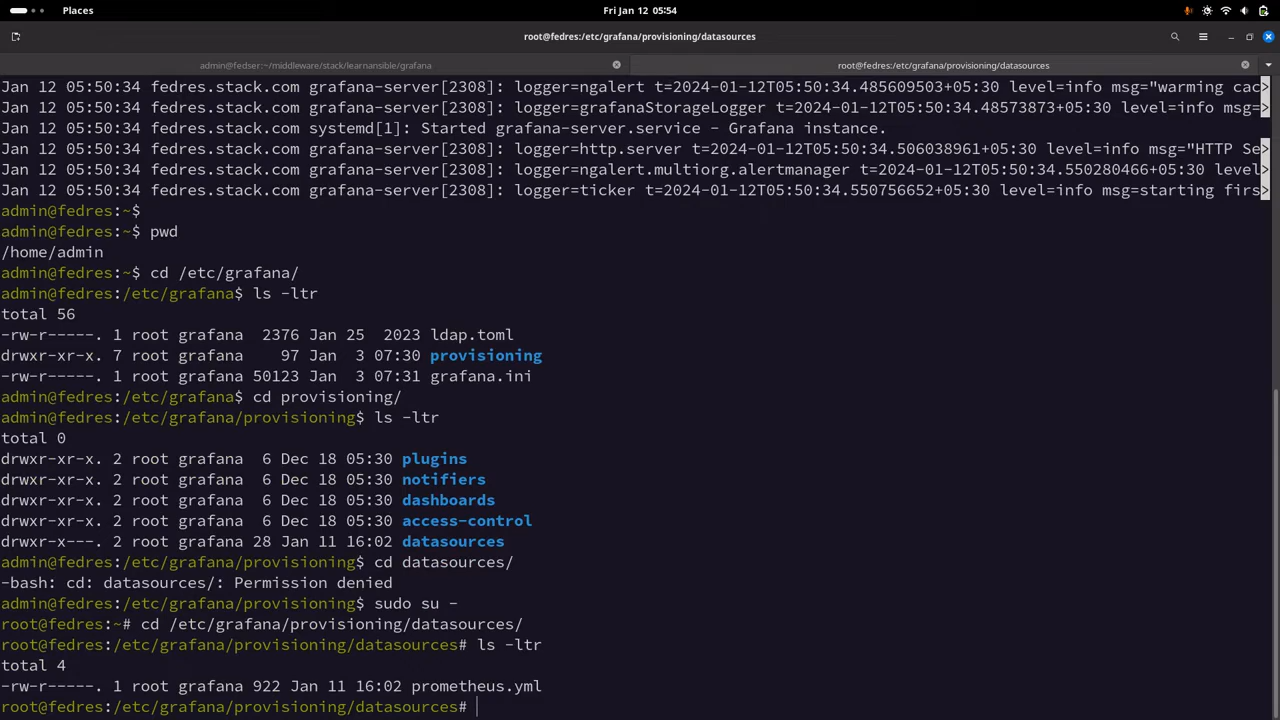 Places
Fri Jan 12 05:54
root@fedres:/etc/grafana/provisioning/datasources
admin@fedser:~/middleware/stack/learnansible/grafana
root@fedres:/etc/grafana/provisioning/datasources
Jan 12 05:50:34 fedres.stack.com grafana-server[2308]: logger=ngalert t=2024-01-12T05:50:34.485609503+05:30 level=info msg="warming cac>
Jan 12 05:50:34 fedres.stack.com grafana-server[2308]: logger=grafanaStorageLogger t=2024-01-12T05:50:34.48573873+05:30 level=info msg=>
Jan 12 05:50:34 fedres.stack.com systemd[1]: Started grafana-server.service - Grafana instance.
Jan 12 05:50:34 fedres.stack.com grafana-server[2308]: logger=http.server t=2024-01-12T05:50:34.506038961+05:30 level=info msg="HTTP Se>
Jan 12 05:50:34 fedres.stack.com grafana-server[2308]: logger=ngalert.multiorg.alertmanager t=2024-01-12T05:50:34.550280466+05:30 level>
Jan 12 05:50:34 fedres.stack.com grafana-server[2308]: logger=ticker t=2024-01-12T05:50:34.550756652+05:30 level=info msg=starting firs>
admin@fedres:~$
admin@fedres:~$ pwd
/home/admin
admin@fedres:~$ cd /etc/grafana/
admin@fedres:/etc/grafana$ ls -ltr
total 56
-rw-r-----. 1 root grafana  2376 Jan 25  2023 ldap.toml
drwxr-xr-x. 7 root grafana    97 Jan  3 07:30 provisioning
-rw-r-----. 1 root grafana 50123 Jan  3 07:31 grafana.ini
admin@fedres:/etc/grafana$ cd provisioning/
admin@fedres:/etc/grafana/provisioning$ ls -ltr
total 0
drwxr-xr-x. 2 root grafana  6 Dec 18 05:30 plugins
drwxr-xr-x. 2 root grafana  6 Dec 18 05:30 notifiers
drwxr-xr-x. 2 root grafana  6 Dec 18 05:30 dashboards
drwxr-xr-x. 2 root grafana  6 Dec 18 05:30 access-control
drwxr-x---. 2 root grafana 28 Jan 11 16:02 datasources
admin@fedres:/etc/grafana/provisioning$ cd datasources/
-bash: cd: datasources/: Permission denied
admin@fedres:/etc/grafana/provisioning$ sudo su -
root@fedres:~# cd /etc/grafana/provisioning/datasources/
root@fedres:/etc/grafana/provisioning/datasources# ls -ltr
total 4
-rw-r-----. 1 root grafana 922 Jan 11 16:02 prometheus.yml
root@fedres:/etc/grafana/provisioning/datasources#